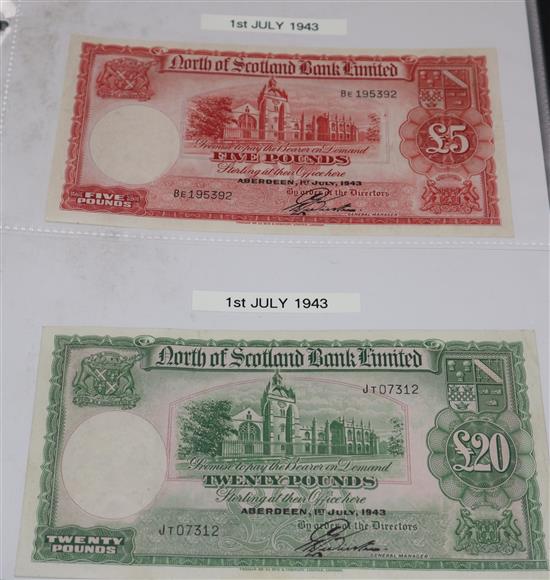 1st JULY 1943
North of Scotland Bank Limited
BE 195392
£5
Promise to pay the Bearer on Demand
FIVE POUNDS
Sterling at their Office here
ABERDEEN, 1st JULY, 1943
BE 195392
By order of the Directors
FIVE
POUNDS
GENERAL MANAGER
1st JULY 1943
North of Scotland Bank Limited
JT 07312
£20
Promise to pay the Bearer on Demand
TWENTY POUNDS
Sterling at their Office here
ABERDEEN, 1st JULY, 1943
JT 07312
By order of the Directors
TWENTY
POUNDS
GENERAL MANAGER